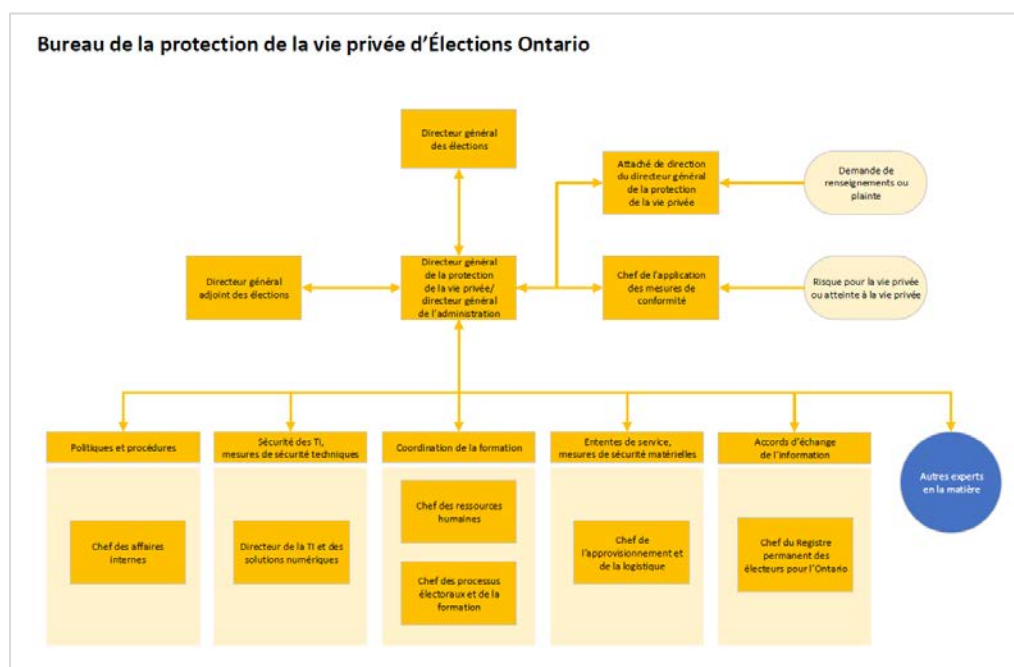 Bureau de la protection de la vie privée d'Élections Ontario
Directeur général
des élections
Attaché de direction
du directeur général
de la protection
de la vie privée
Demande de
renseignements ou
plainte
Directeur général
adjoint des élections
Directeur général
de la protection
de la vie privée/
directeur général
de l'administration
Chef de l'application
des mesures de
conformité
Risque pour la vie privée
ou atteinte à la vie privée
Politiques et procédures
Sécurité des TI,
mesures de sécurité techniques
Coordination de la formation
Ententes de service,
mesures de sécurité matérielles
Accords d'échange
de l'information
Autres experts
en la matière
Chef des affaires
internes
Directeur de la TI et des
solutions numériques
Chef des ressources
humaines
Chef des processus
électoraux et de la
formation
Chef de
l'approvisionnement et
de la logistique
Chef du Registre
permanent des
électeurs pour l'Ontario